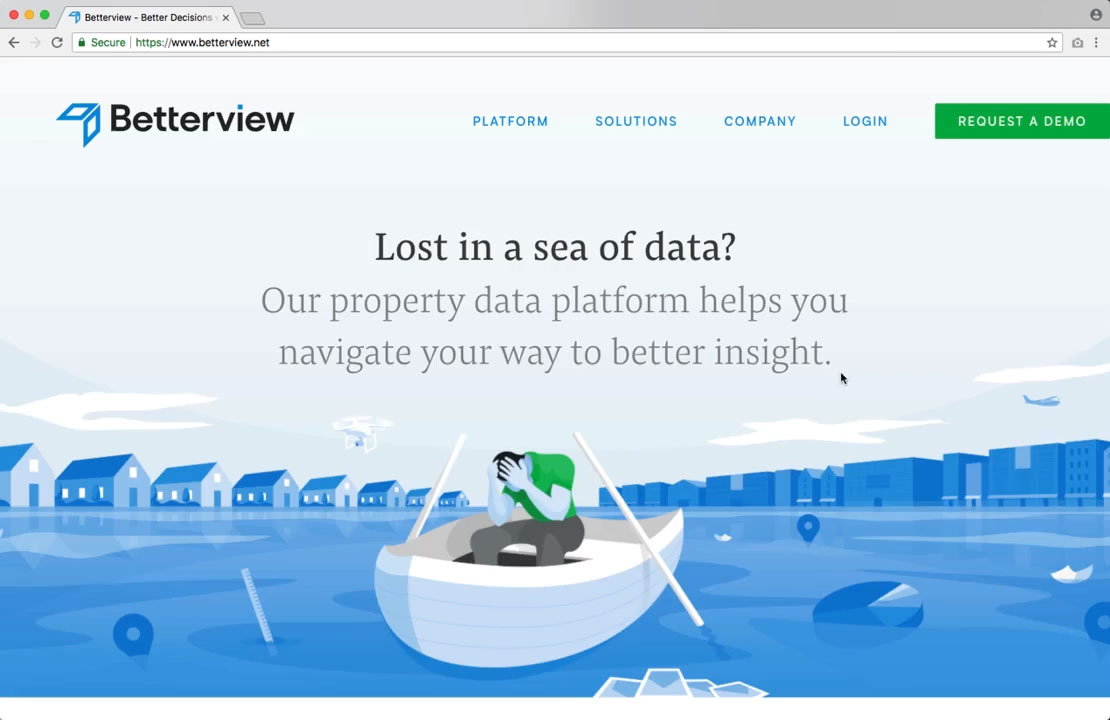 Betterview - Better Decisions
Secure https://www.betterview.net
Betterview
PLATFORM SOLUTIONS COMPANY LOGIN REQUEST A DEMO
Lost in a sea of data?
Our property data platform helps you
navigate your way to better insight.